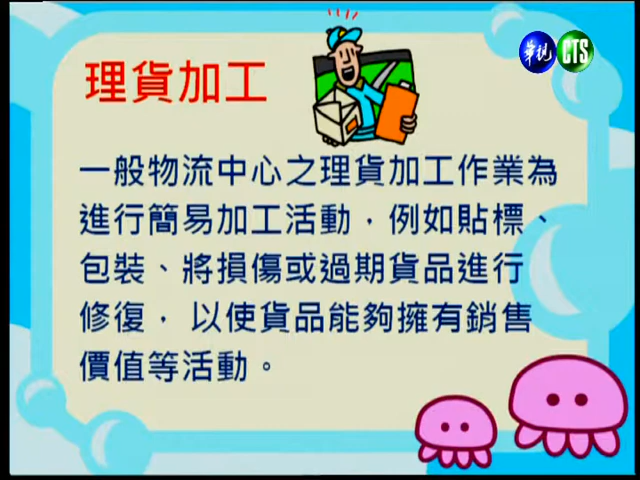 華視 CTS
理貨加工
一般物流中心之理貨加工作業為
進行簡易加工活動，例如貼標、
包裝、將損傷或過期貨品進行
修復， 以使貨品能夠擁有銷售
價值等活動。